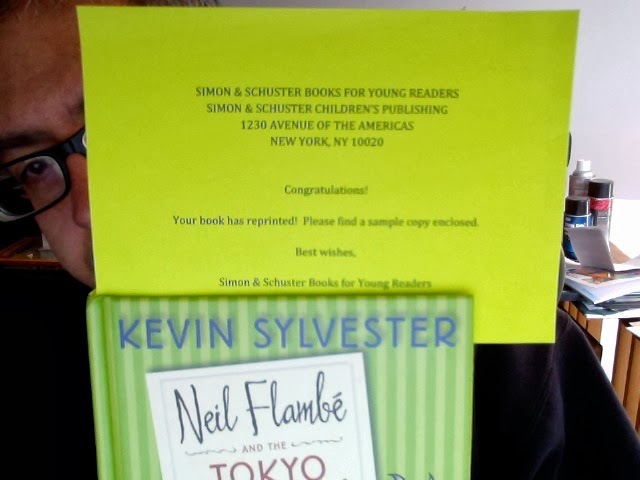 SIMON & SCHUSTER BOOKS FOR YOUNG READERS
SIMON & SCHUSTER CHILDREN'S PUBLISHING
1230 AVENUE OF THE AMERICAS
NEW YORK, NY 10020
Congratulations!
Your book has reprinted! Please find a sample copy enclosed.
Best wishes,
Simon & Schuster Books for Young Readers
KEVIN SYLVESTER
Neil Flambé
AND THE
TOKYO